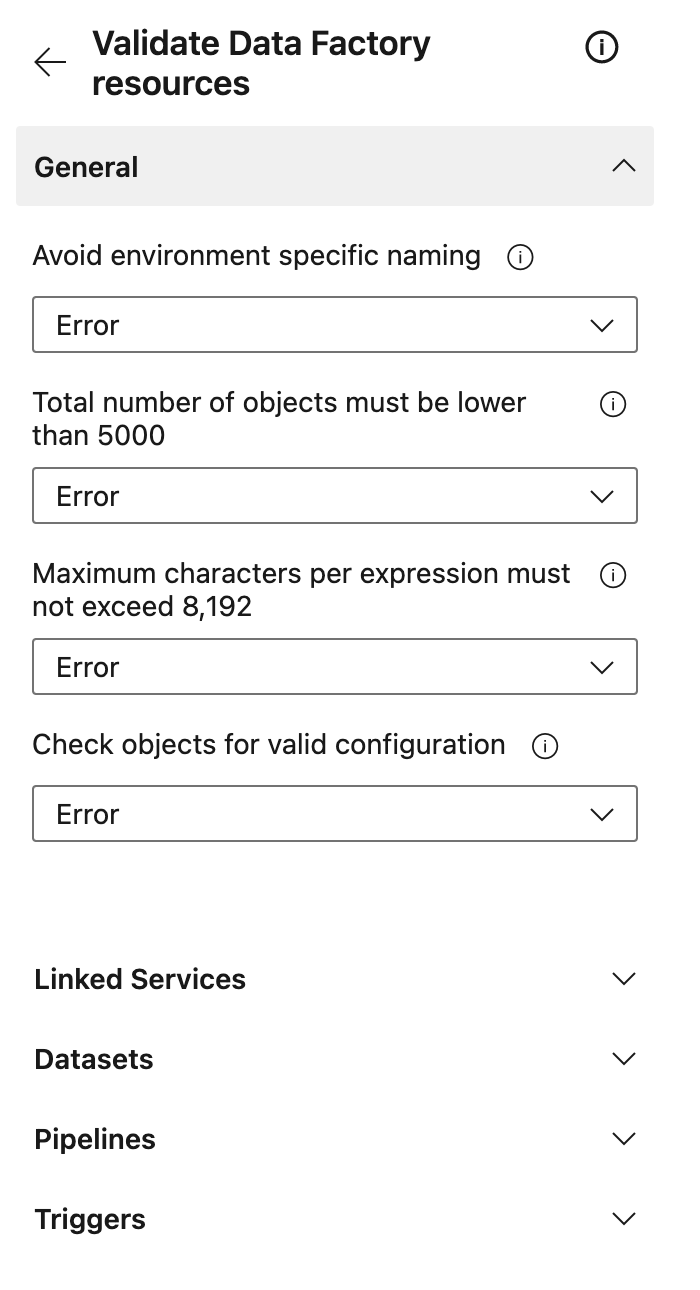 Validate Data Factory
resources
General
Avoid environment specific naming
Error
Total number of objects must be lower
than 5000
Error
Maximum characters per expression must
not exceed 8,192
Error
Check objects for valid configuration
Error
Linked Services
Datasets
Pipelines
Triggers